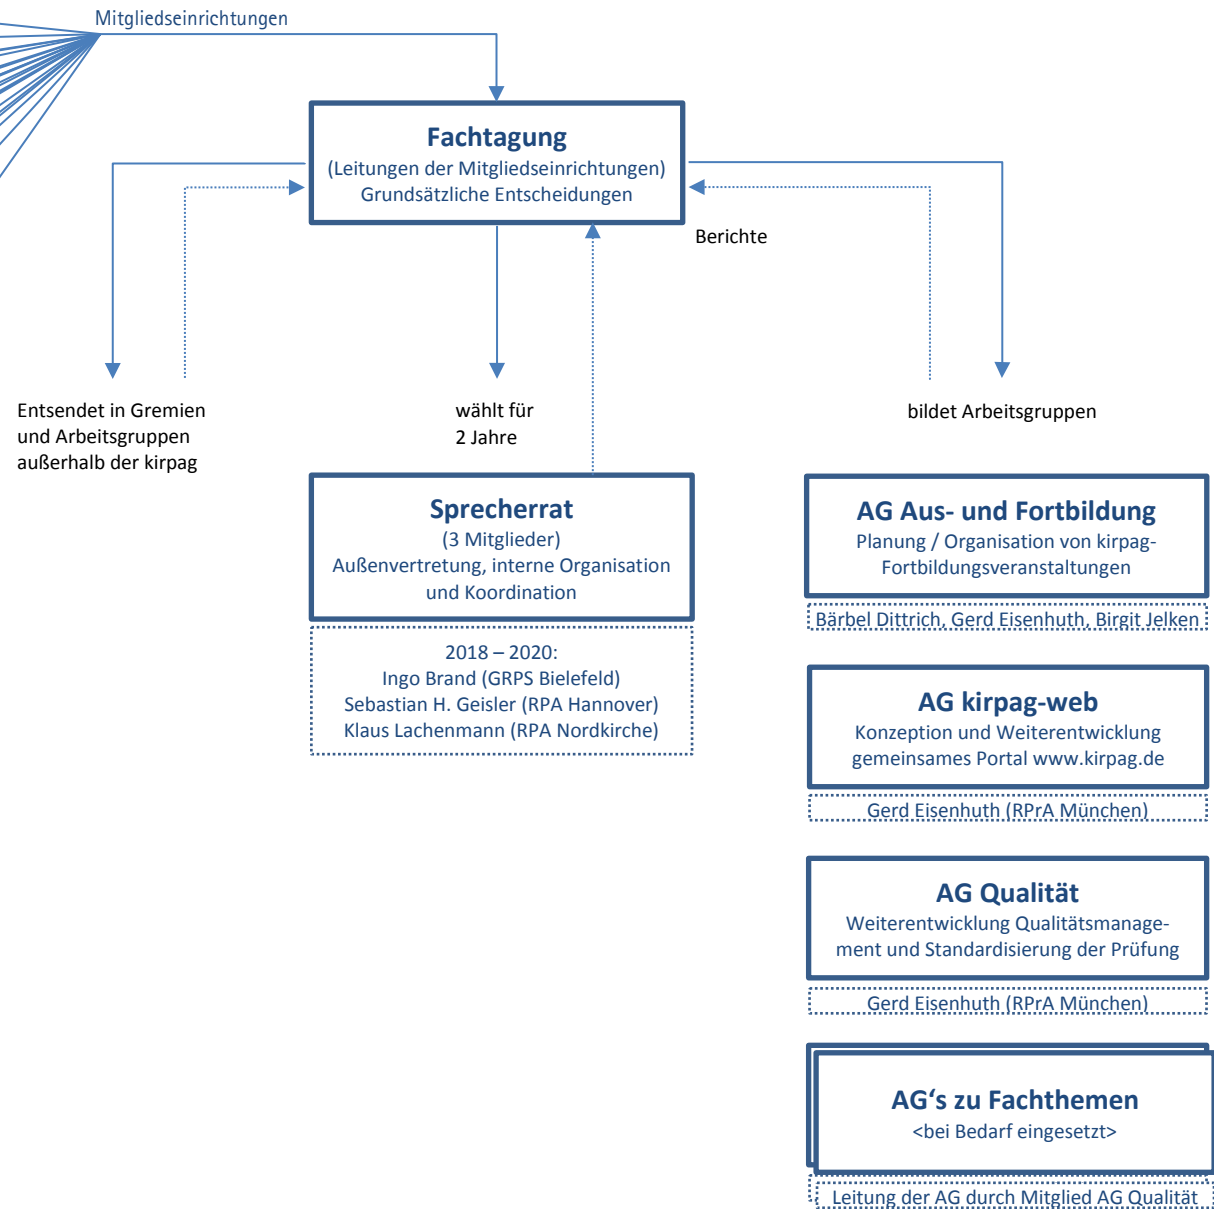 Mitgliedseinrichtungen
Fachtagung
(Leitungen der Mitgliedseinrichtungen)
Grundsätzliche Entscheidungen
Berichte
Entsendet in Gremien
und Arbeitsgruppen
außerhalb der kirpag
wählt für
2 Jahre
bildet Arbeitsgruppen
Sprecherrat
(3 Mitglieder)
Außenvertretung, interne Organisation
und Koordination
2018 – 2020:
Ingo Brand (GRPS Bielefeld)
Sebastian H. Geisler (RPA Hannover)
Klaus Lachenmann (RPA Nordkirche)
AG Aus- und Fortbildung
Planung / Organisation von kirpag-
Fortbildungsveranstaltungen
Bärbel Dittrich, Gerd Eisenhuth, Birgit Jelken
AG kirpag-web
Konzeption und Weiterentwicklung
gemeinsames Portal www.kirpag.de
Gerd Eisenhuth (RPrA München)
AG Qualität
Weiterentwicklung Qualitätsmanage-
ment und Standardisierung der Prüfung
Gerd Eisenhuth (RPrA München)
AG‘s zu Fachthemen
<bei Bedarf eingesetzt>
Leitung der AG durch Mitglied AG Qualität